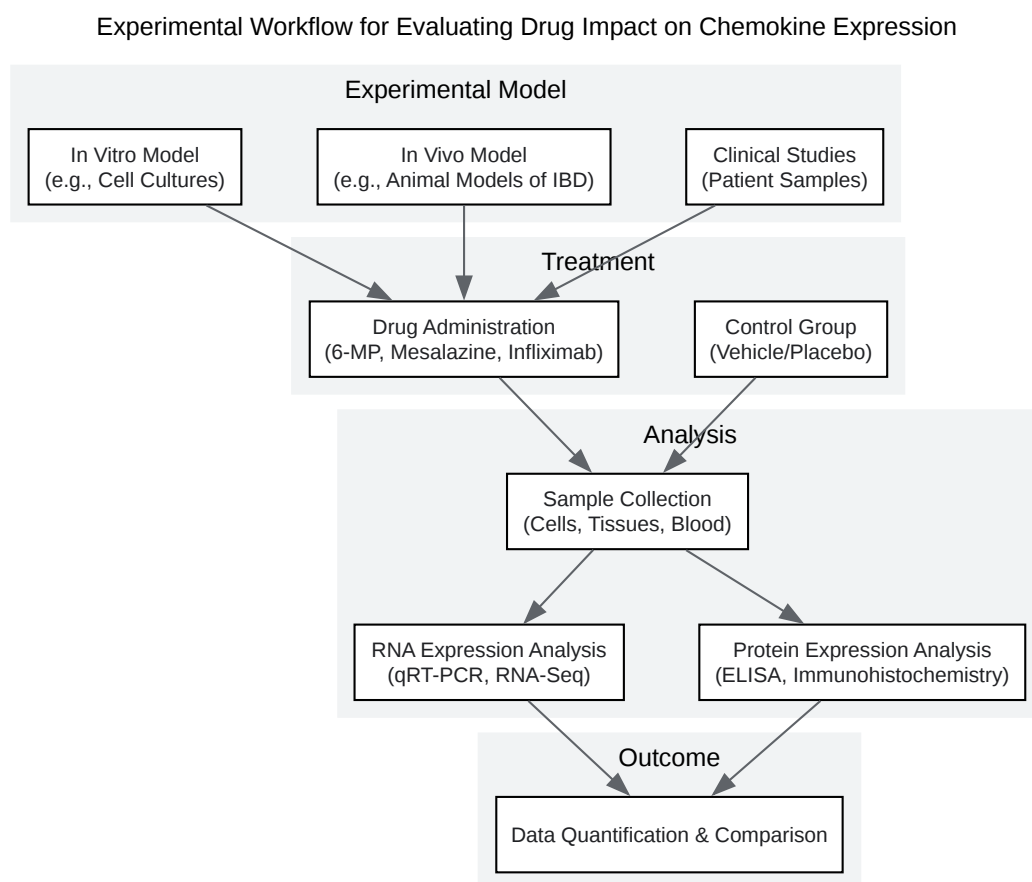 Experimental Workflow for Evaluating Drug Impact on Chemokine Expression
Experimental Model
In Vitro Model
(e.g., Cell Cultures)
In Vivo Model
(e.g., Animal Models of IBD)
Clinical Studies
(Patient Samples)
Treatment
Drug Administration
(6-MP, Mesalazine, Infliximab)
Control Group
(Vehicle/Placebo)
Analysis
Sample Collection
(Cells, Tissues, Blood)
RNA Expression Analysis
(qRT-PCR, RNA-Seq)
Protein Expression Analysis
(ELISA, Immunohistochemistry)
Outcome
Data Quantification & Comparison